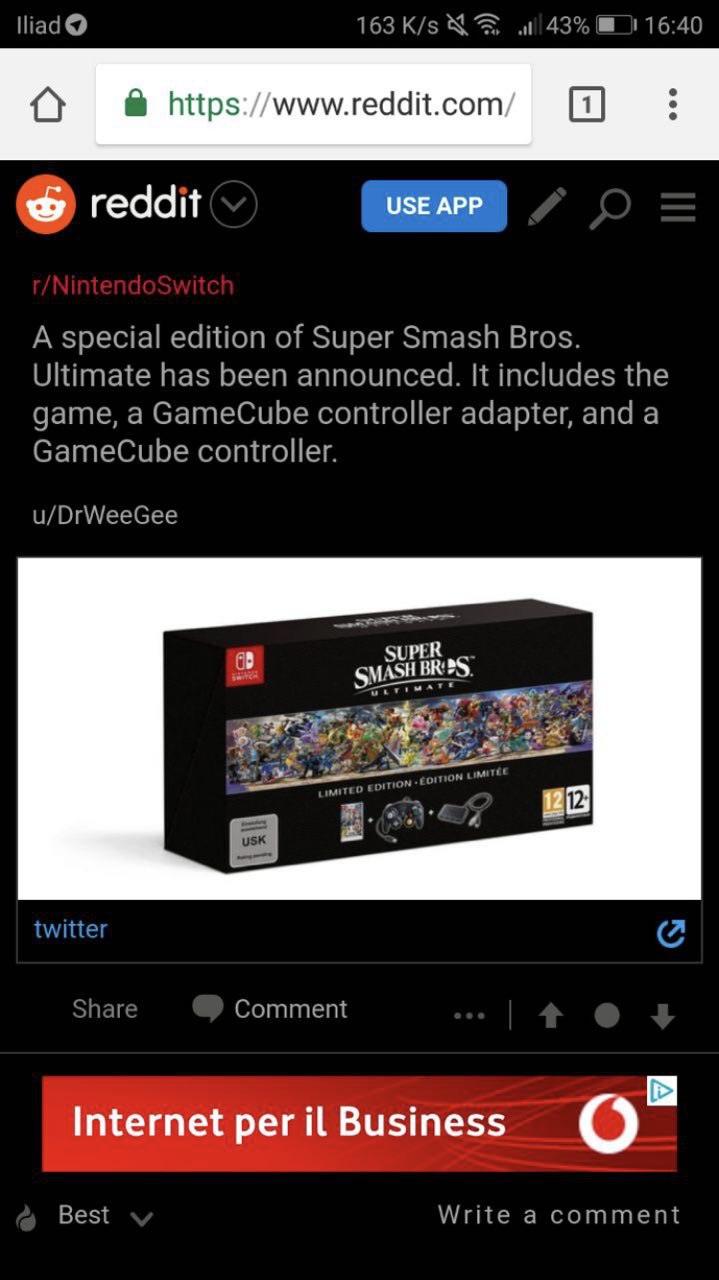 Iliad 163 K/s 43% 16:40
https://www.reddit.com/ 1
reddit USE APP
r/NintendoSwitch
A special edition of Super Smash Bros.
Ultimate has been announced. It includes the
game, a GameCube controller adapter, and a
GameCube controller.
u/DrWeeGee
NINTENDO
SWITCH
SUPER
SMASH BROS.™
ULTIMATE
LIMITED EDITION · ÉDITION LIMITÉE
+ +
12 12+
USK
twitter
Share Comment ...
Internet per il Business
Best Write a comment